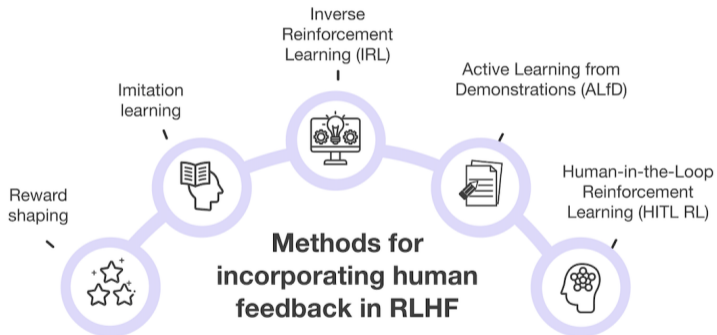 Inverse
Reinforcement
Learning (IRL)
Imitation
learning
Active Learning from
Demonstrations (ALfD)
Reward
shaping
Human-in-the-Loop
Reinforcement
Learning (HITL RL)
Methods for
incorporating human
feedback in RLHF